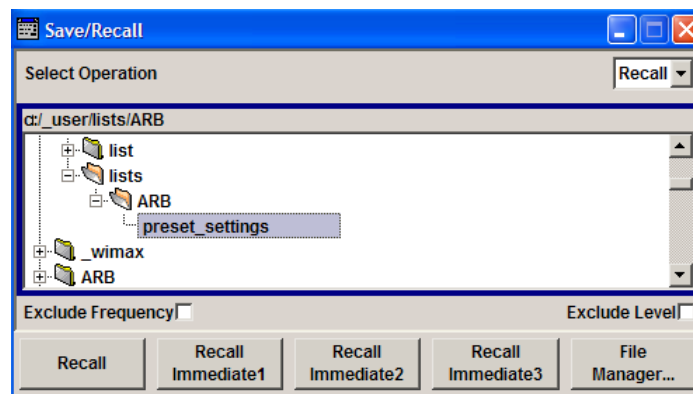 Save/Recall
Select Operation
Recall
a:/_user/lists/ARB
list
lists
ARB
preset_settings
_wimax
ARB
Exclude Frequency
Exclude Level
Recall
Recall
Immediate1
Recall
Immediate2
Recall
Immediate3
File
Manager...